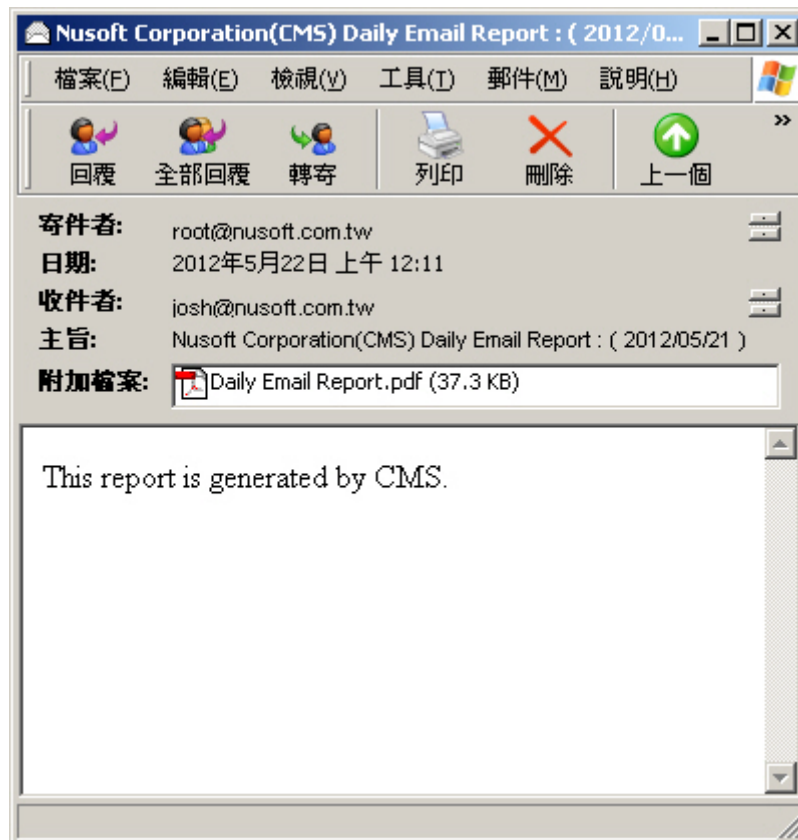 Nusoft Corporation(CMS) Daily Email Report : ( 2012/0...
檔案(F) 編輯(E) 檢視(V) 工具(T) 郵件(M) 說明(H)
回覆 全部回覆 轉寄 列印 刪除 上一個 »
寄件者: root@nusoft.com.tw
日期: 2012年5月22日 上午 12:11
收件者: josh@nusoft.com.tw
主旨: Nusoft Corporation(CMS) Daily Email Report : ( 2012/05/21 )
附加檔案: Daily Email Report.pdf (37.3 KB)
This report is generated by CMS.